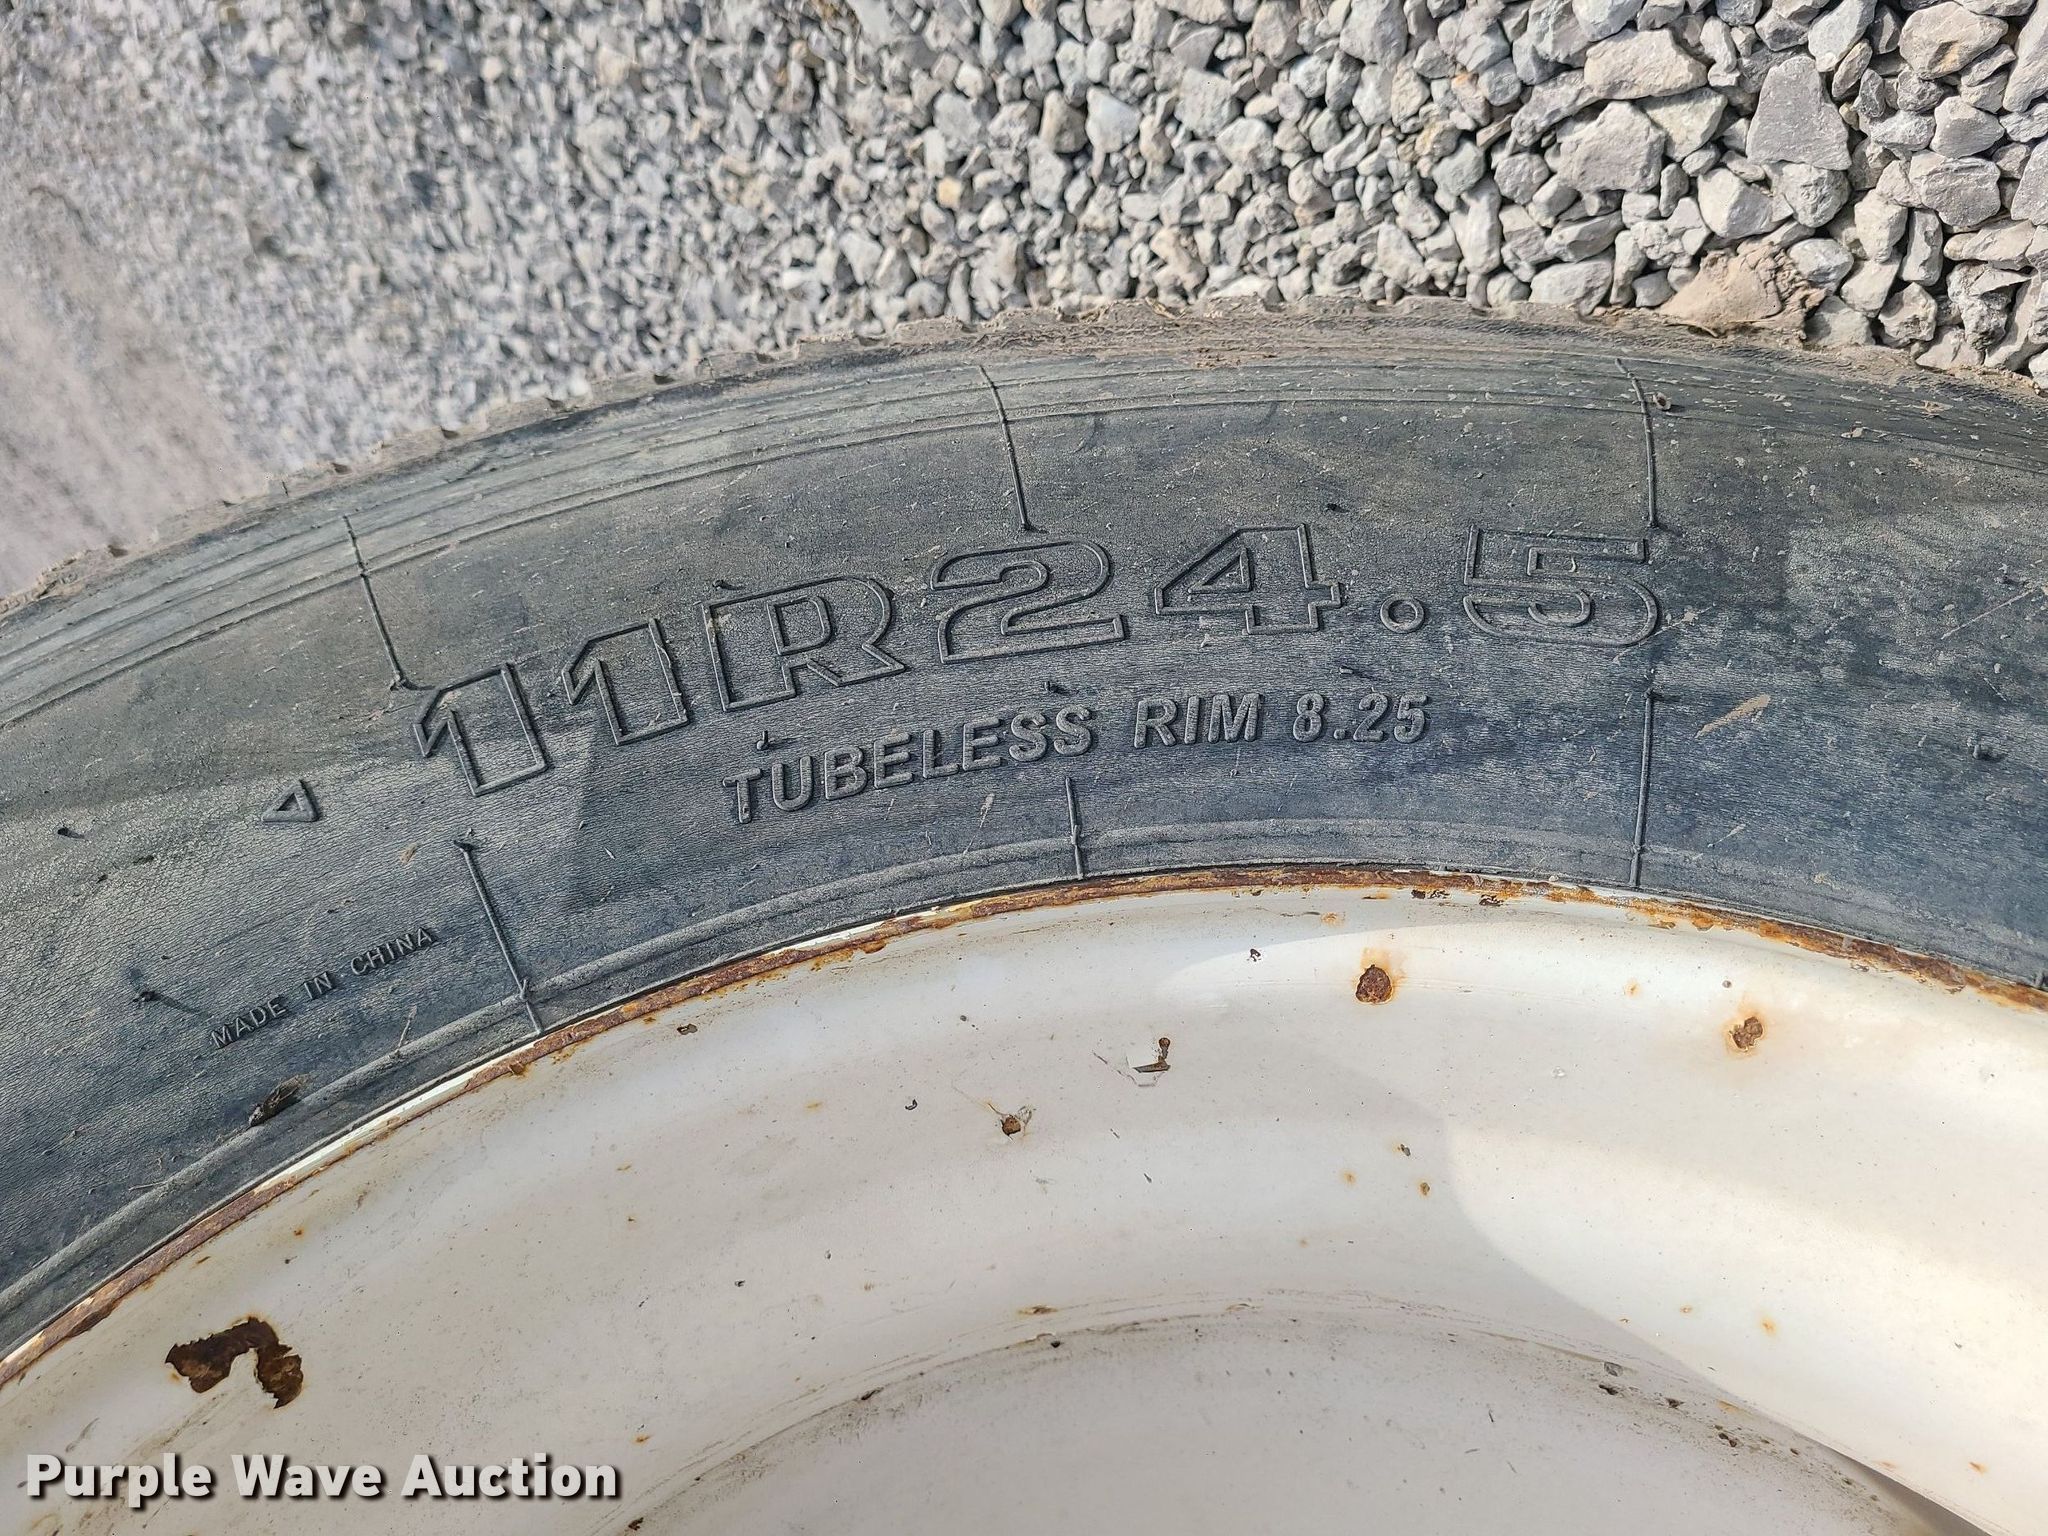 11R24.5
TUBELESS RIM 8.25
MADE IN CHINA
Purple Wave Auction